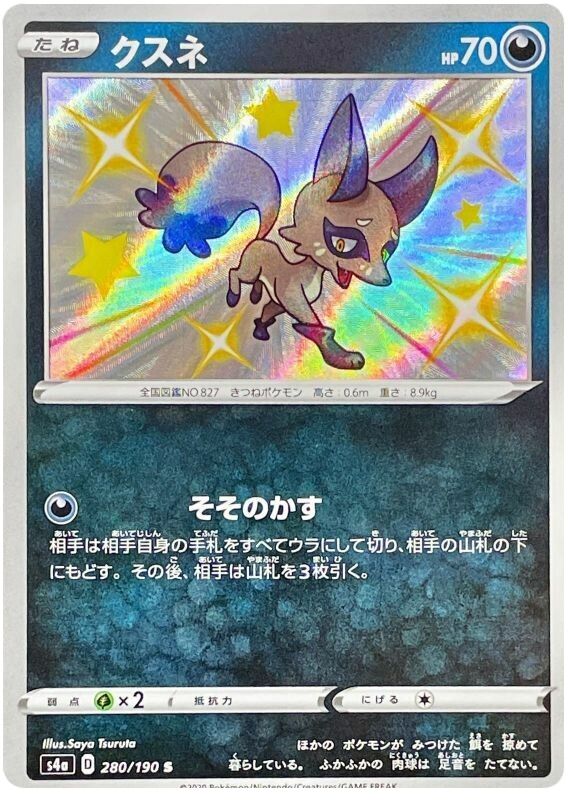 たね クスネ HP70
全国図鑑NO.827 きつねポケモン 高さ:0.6m 重さ:8.9kg
そそのかす
相手は相手自身の手札をすべてウラにして切り、相手の山札の下
にもどす。その後、相手は山札を3枚引く。
弱点 ×2 抵抗力 にげる
Illus.Saya Tsuruta
s4a D 280/190 S
ほかの ポケモンが みつけた 餌を 掠めて
暮らしている。 ふかふかの 肉球は 足音を たてない。
©2020 Pokémon/Nintendo/Creatures/GAME FREAK